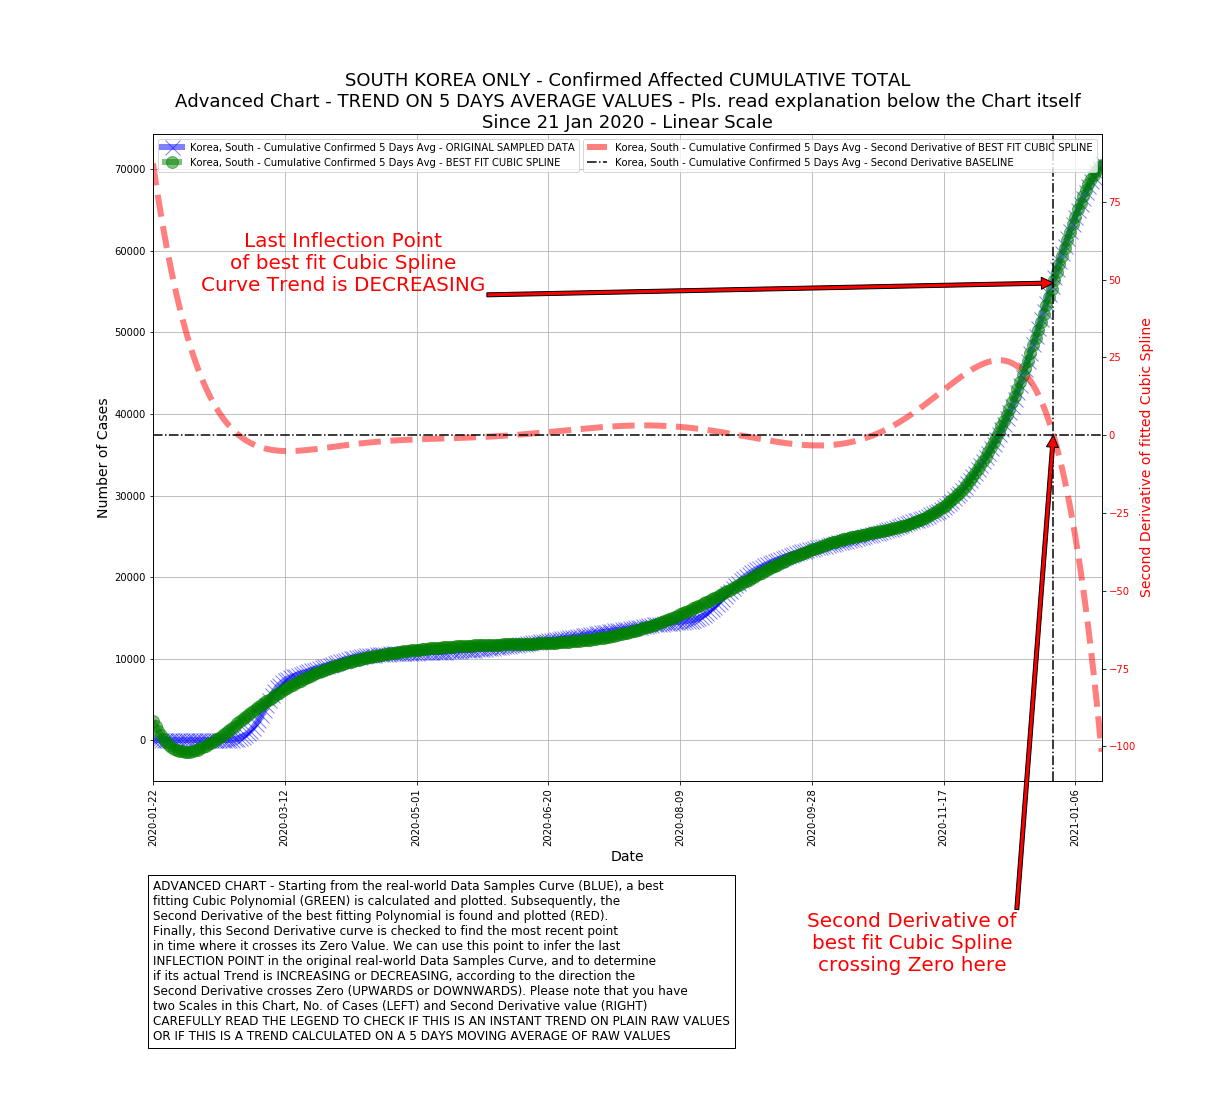 SOUTH KOREA ONLY - Confirmed Affected CUMULATIVE TOTAL
Advanced Chart - TREND ON 5 DAYS AVERAGE VALUES - Pls. read explanation below the Chart itself
Since 21 Jan 2020 - Linear Scale
Korea, South - Cumulative Confirmed 5 Days Avg - ORIGINAL SAMPLED DATA
Korea, South - Cumulative Confirmed 5 Days Avg - BEST FIT CUBIC SPLINE
Korea, South - Cumulative Confirmed 5 Days Avg - Second Derivative of BEST FIT CUBIC SPLINE
Korea, South - Cumulative Confirmed 5 Days Avg - Second Derivative BASELINE
Last Inflection Point
of best fit Cubic Spline
Curve Trend is DECREASING
Number of Cases
70000
60000
50000
40000
30000
20000
10000
0
75
50
25
0
−25
−50
−75
−100
Second Derivative of fitted Cubic Spline
2020-01-22
2020-03-12
2020-05-01
2020-06-20
2020-08-09
2020-09-28
2020-11-17
2021-01-06
Date
ADVANCED CHART - Starting from the real-world Data Samples Curve (BLUE), a best
fitting Cubic Polynomial (GREEN) is calculated and plotted. Subsequently, the
Second Derivative of the best fitting Polynomial is found and plotted (RED).
Finally, this Second Derivative curve is checked to find the most recent point
in time where it crosses its Zero Value. We can use this point to infer the last
INFLECTION POINT in the original real-world Data Samples Curve, and to determine
if its actual Trend is INCREASING or DECREASING, according to the direction the
Second Derivative crosses Zero (UPWARDS or DOWNWARDS). Please note that you have
two Scales in this Chart, No. of Cases (LEFT) and Second Derivative value (RIGHT)
CAREFULLY READ THE LEGEND TO CHECK IF THIS IS AN INSTANT TREND ON PLAIN RAW VALUES
OR IF THIS IS A TREND CALCULATED ON A 5 DAYS MOVING AVERAGE OF RAW VALUES
Second Derivative of
best fit Cubic Spline
crossing Zero here